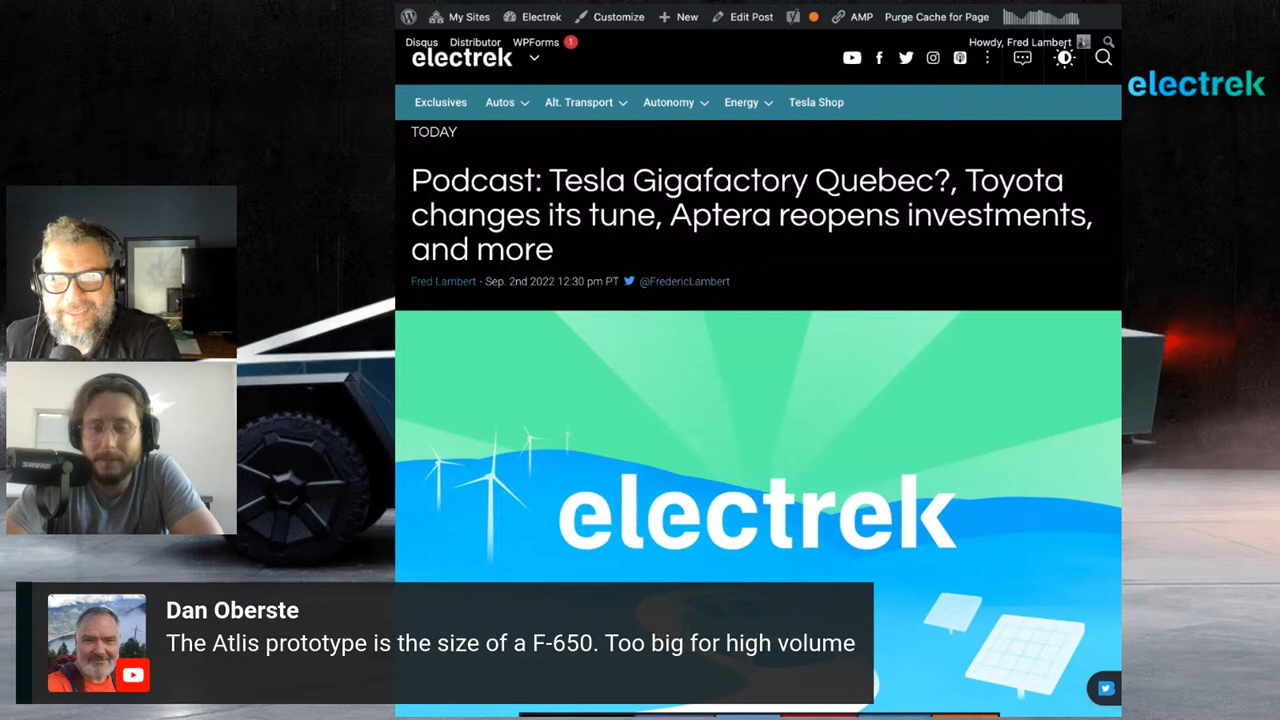 My Sites Electrek Customize New Edit Post AMP Purge Cache for Page
Disqus Distributor WPForms 1 Howdy, Fred Lambert
electrek
electrek
Exclusives Autos Alt. Transport Autonomy Energy Tesla Shop
TODAY
Podcast: Tesla Gigafactory Quebec?, Toyota
changes its tune, Aptera reopens investments,
and more
Fred Lambert - Sep. 2nd 2022 12:30 pm PT @FredericLambert
electrek
SHURE
Dan Oberste
The Atlis prototype is the size of a F-650. Too big for high volume